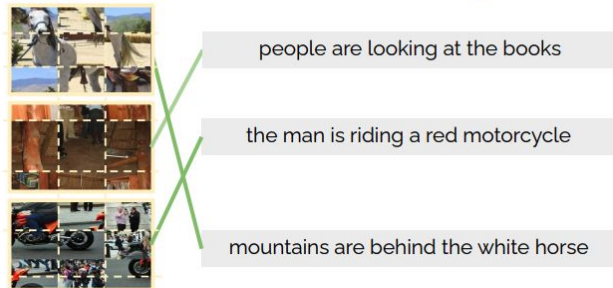 people are looking at the books
the man is riding a red motorcycle
mountains are behind the white horse